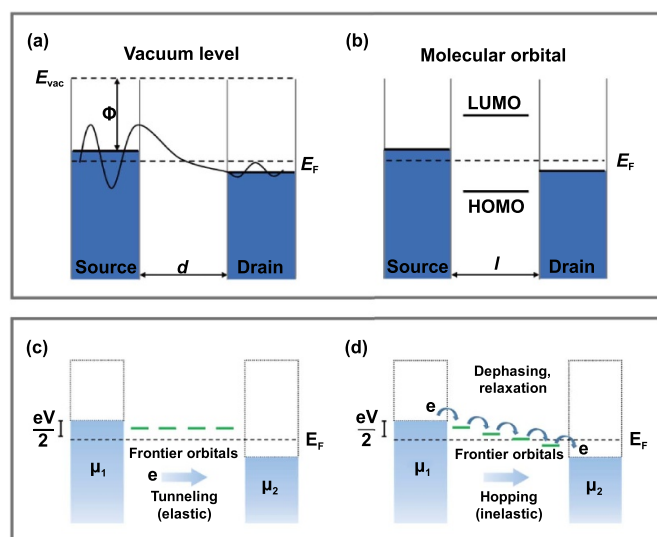 (a)
Vacuum level
E_vac
Φ
E_F
Source
d
Drain
(b)
Molecular orbital
LUMO
E_F
HOMO
Source
l
Drain
(c)
eV
2
E_F
Frontier orbitals
μ₁
e
Tunneling
(elastic)
μ₂
(d)
Dephasing,
relaxation
e
eV
2
E_F
Frontier orbitals
e
μ₁
Hopping
(inelastic)
μ₂